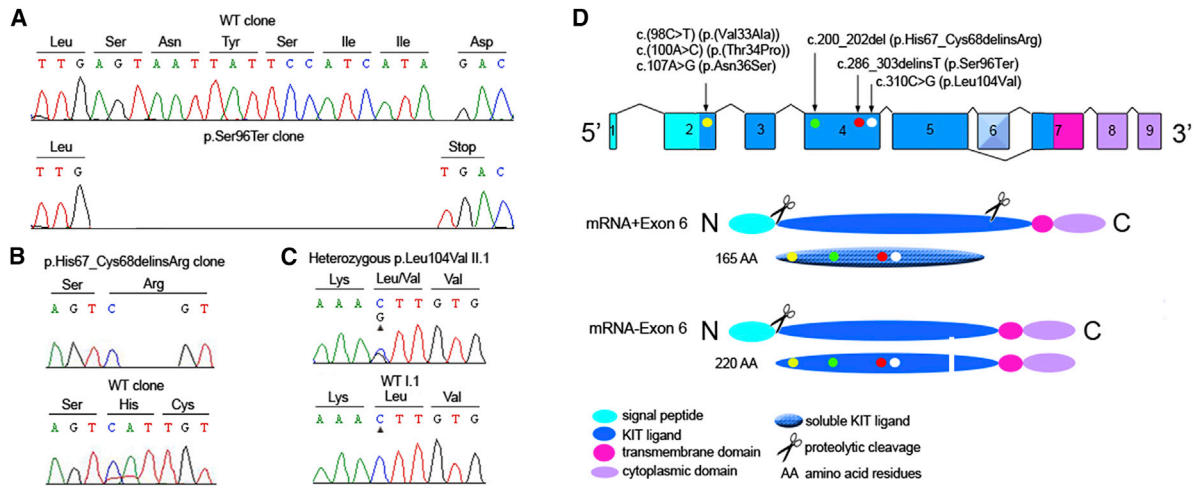 A
WT clone
Leu Ser Asn Tyr Ser Ile Ile Asp
T T G A G T A A T T A T T C C A T C A T A G A C
p.Ser96Ter clone
Leu Stop
T T G T G A C
B
p.His67_Cys68delinsArg clone
Ser Arg
A G T C G T
WT clone
Ser His Cys
A G T C A T T G T
C
Heterozygous p.Leu104Val II.1
Lys Leu/Val Val
A A A C T T G T G
G
WT I.1
Lys Leu Val
A A A C T T G T G
D
c.(98C>T) (p.(Val33Ala))
c.(100A>C) (p.(Thr34Pro))
c.107A>G (p.Asn36Ser)
c.200_202del (p.His67_Cys68delinsArg)
c.286_303delinsT (p.Ser96Ter)
c.310C>G (p.Leu104Val)
5’ 1 2 3 4 5 6 7 8 9 3’
mRNA+Exon 6 N C
165 AA
mRNA-Exon 6 N C
220 AA
signal peptide
KIT ligand
transmembrane domain
cytoplasmic domain
soluble KIT ligand
proteolytic cleavage
AA amino acid residues